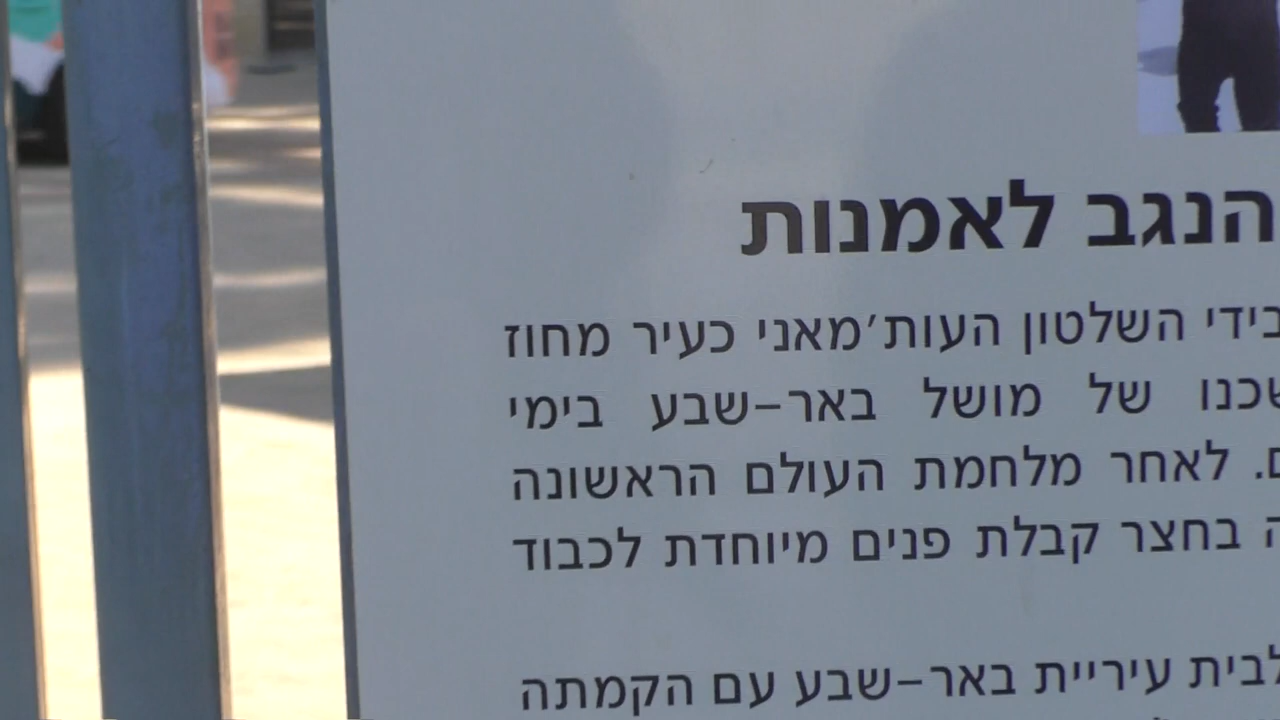 הנגב לאמנות
בידי השלטון העות'מאני כעיר מחוז
של מושל באר-שבע בימי
לאחר מלחמת העולם הראשונה
בחצר קבלת פנים מיוחדת לכבוד
לבית עיריית באר-שבע עם הקמתה